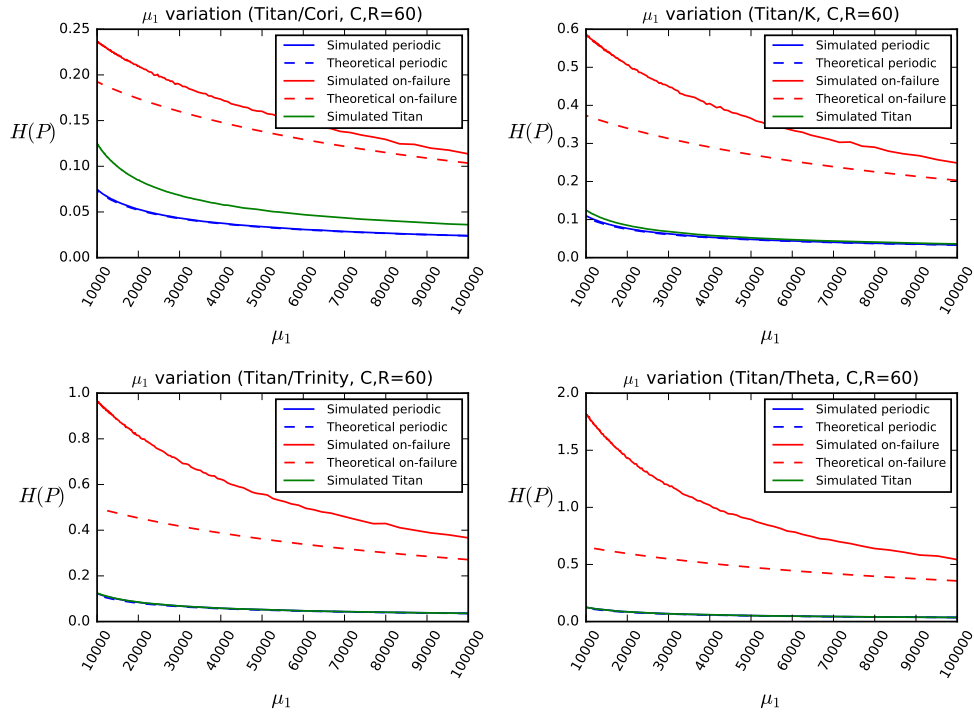 μ₁ variation (Titan/Cori, C,R=60)
0.25
0.20
0.15
0.10
0.05
0.00
H(P)
Simulated periodic
Theoretical periodic
Simulated on-failure
Theoretical on-failure
Simulated Titan
10000
20000
30000
40000
50000
60000
70000
80000
90000
100000
μ₁
μ₁ variation (Titan/K, C,R=60)
0.6
0.5
0.4
0.3
0.2
0.1
0.0
H(P)
Simulated periodic
Theoretical periodic
Simulated on-failure
Theoretical on-failure
Simulated Titan
10000
20000
30000
40000
50000
60000
70000
80000
90000
100000
μ₁
μ₁ variation (Titan/Trinity, C,R=60)
1.0
0.8
0.6
0.4
0.2
0.0
H(P)
Simulated periodic
Theoretical periodic
Simulated on-failure
Theoretical on-failure
Simulated Titan
10000
20000
30000
40000
50000
60000
70000
80000
90000
100000
μ₁
μ₁ variation (Titan/Theta, C,R=60)
2.0
1.5
1.0
0.5
0.0
H(P)
Simulated periodic
Theoretical periodic
Simulated on-failure
Theoretical on-failure
Simulated Titan
10000
20000
30000
40000
50000
60000
70000
80000
90000
100000
μ₁